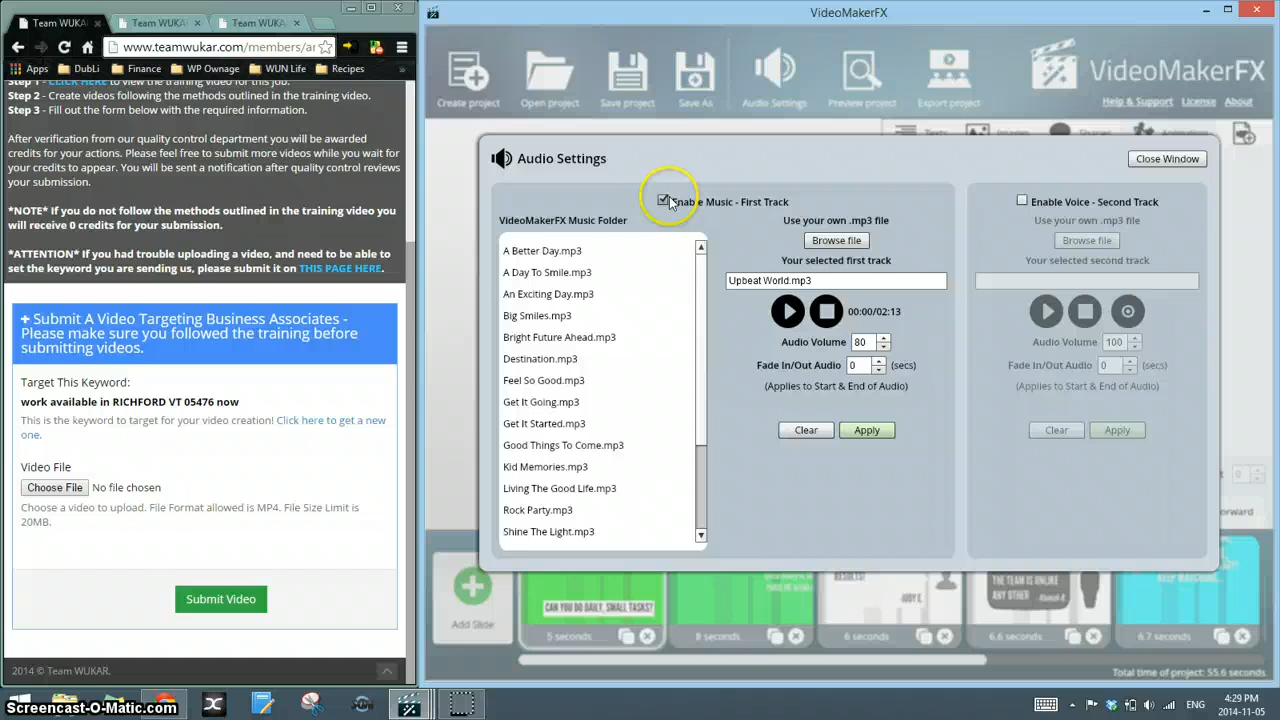 Team WUKA
Team WUKA
Team WUKA
VideoMakerFX
www.teamwukar.com/members/ar
Apps
DubLi
Finance
WP Ownage
WUN Life
Recipes
Create project
Open project
Save project
Save As
Audio Settings
Preview project
Export project
VideoMakerFX
Help & Support
License
About
CLICK HERE to view the training video for this job.
Step 2 - Create videos following the methods outlined in the training video.
Step 3 - Fill out the form below with the required information.
After verification from our quality control department you will be awarded
credits for your actions. Please feel free to submit more videos while you wait for
your credits to appear. You will be sent a notification after quality control reviews
your submission.
*NOTE* If you do not follow the methods outlined in the training video you
will receive 0 credits for your submission.
*ATTENTION* If you had trouble uploading a video, and need to be able to
set the keyword you are sending us, please submit it on THIS PAGE HERE.
+ Submit A Video Targeting Business Associates -
Please make sure you followed the training before
submitting videos.
Target This Keyword:
work available in RICHFORD VT 05476 now
This is the keyword to target for your video creation! Click here to get a new
one.
Video File
Choose File No file chosen
Choose a video to upload. File Format allowed is MP4. File Size Limit is
20MB.
Submit Video
2014 © Team WUKAR.
Audio Settings
Close Window
Enable Music - First Track
VideoMakerFX Music Folder
A Better Day.mp3
A Day To Smile.mp3
An Exciting Day.mp3
Big Smiles.mp3
Bright Future Ahead.mp3
Destination.mp3
Feel So Good.mp3
Get It Going.mp3
Get It Started.mp3
Good Things To Come.mp3
Kid Memories.mp3
Living The Good Life.mp3
Rock Party.mp3
Shine The Light.mp3
Use your own .mp3 file
Browse file
Your selected first track
Upbeat World.mp3
00:00/02:13
Audio Volume 80
Fade In/Out Audio 0 (secs)
(Applies to Start & End of Audio)
Clear
Apply
Enable Voice - Second Track
Use your own .mp3 file
Browse file
Your selected second track
Audio Volume 100
Fade In/Out Audio 0 (secs)
(Applies to Start & End of Audio)
Clear
Apply
Add Slide
CAN YOU DO DAILY, SMALL TASKS?
5 seconds
8 seconds
RESULTS!
JUDY E.
6 seconds
THE TEAM IS UNLIKE
ANY OTHER
6.6 seconds
6.7 seconds
Total time of project: 55.6 seconds
Screencast-O-Matic.com
ENG
4:29 PM
2014-11-05